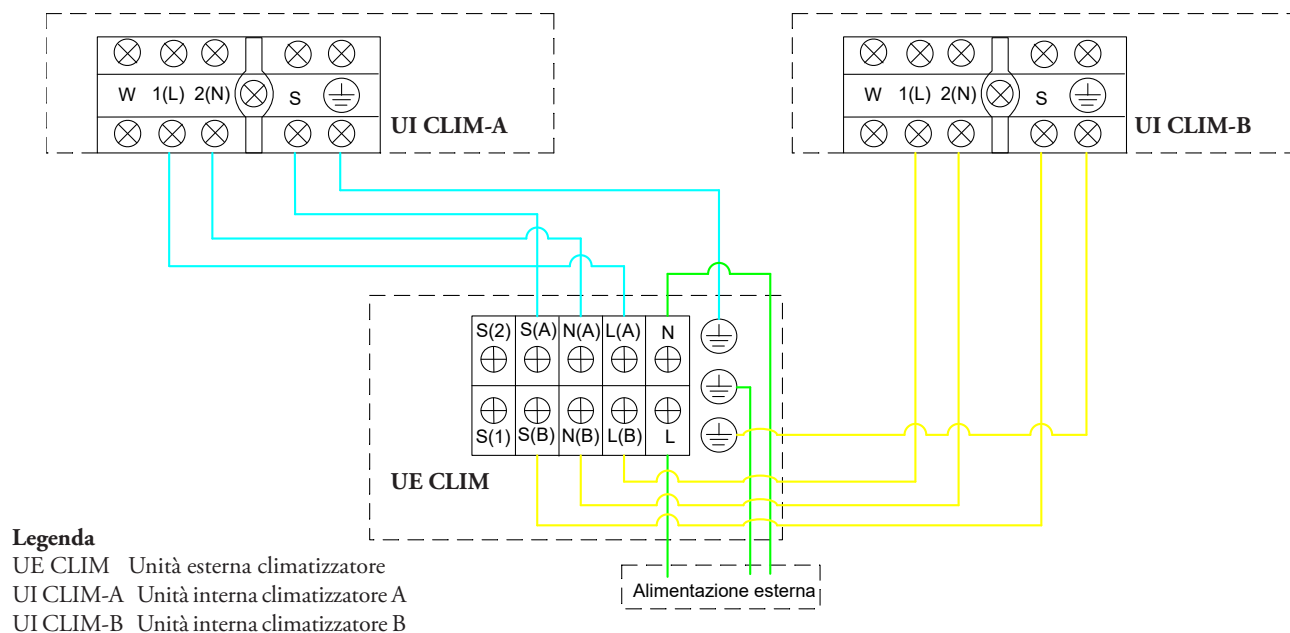 W 1(L) 2(N) S
UI CLIM-A
W 1(L) 2(N) S
UI CLIM-B
S(2) S(A) N(A) L(A) N
S(1) S(B) N(B) L(B) L
UE CLIM
Alimentazione esterna
Legenda
UE CLIM Unità esterna climatizzatore
UI CLIM-A Unità interna climatizzatore A
UI CLIM-B Unità interna climatizzatore B